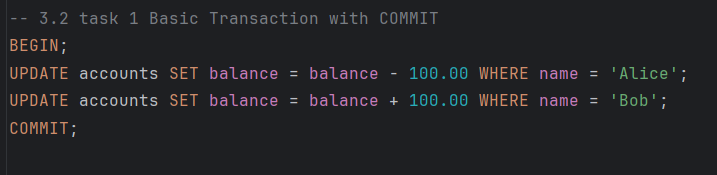 -- 3.2 task 1 Basic Transaction with COMMIT
BEGIN;
UPDATE accounts SET balance = balance - 100.00 WHERE name = 'Alice';
UPDATE accounts SET balance = balance + 100.00 WHERE name = 'Bob';
COMMIT;